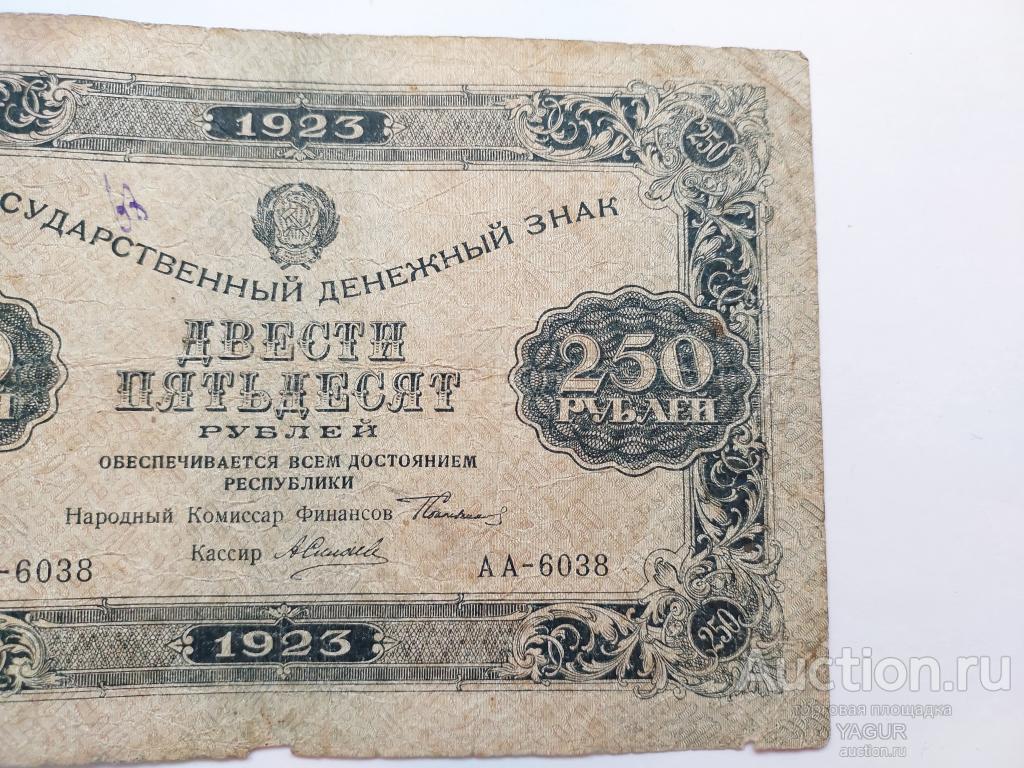 1923
250
СУДАРСТВЕННЫЙ ДЕНЕЖНЫЙ ЗНАК
ДВЕСТИ
ПЯТЬДЕСЯТ
РУБЛЕЙ
250
РУБЛЕЙ
ОБЕСПЕЧИВАЕТСЯ ВСЕМ ДОСТОЯНИЕМ
РЕСПУБЛИКИ
Народный Комиссар Финансов
Кассир
-6038
АА-6038
1923
250
Auction.ru
торговая площадка
YAGUR
auction.ru